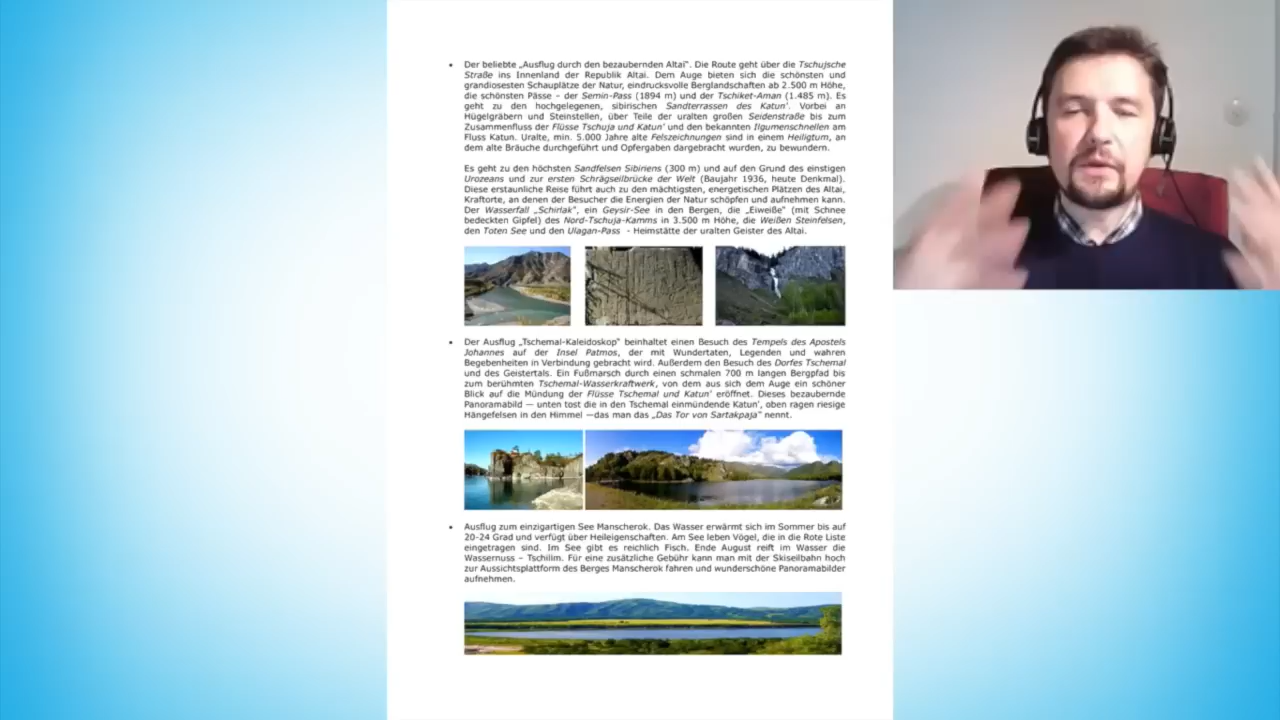 • Der beliebte „Ausflug durch den bezaubernden Altai". Die Route geht über die Tschujsche
Straße ins Innenland der Republik Altai. Dem Auge bieten sich die schönsten und
grandiosesten Schauplätze der Natur, eindrucksvolle Berglandschaften ab 2.500 m Höhe,
die schönsten Pässe – der Semin-Pass (1894 m) und der Tschiket-Aman (1.485 m). Es
geht zu den hochgelegenen, sibirischen Sandterrassen des Katun'. Vorbei an
Hügelgräbern und Steinstellen, über Teile der uralten großen Seidenstraße bis zum
Zusammenfluss der Flüsse Tschuja und Katun' und den bekannten Ilgumenschnellen am
Fluss Katun. Uralte, min. 5.000 Jahre alte Felszeichnungen sind in einem Heiligtum, an
dem alte Bräuche durchgeführt und Opfergaben dargebracht wurden, zu bewundern.
Es geht zu den höchsten Sandfelsen Sibiriens (300 m) und auf den Grund des einstigen
Urozeans und zur ersten Schrägseilbrücke der Welt (Baujahr 1936, heute Denkmal).
Diese erstaunliche Reise führt auch zu den mächtigsten, energetischen Plätzen des Altai,
Kraftorte, an denen der Besucher die Energien der Natur schöpfen und aufnehmen kann.
Der Wasserfall „Schirlak", ein Geysir-See in den Bergen, die „Eiweiße" (mit Schnee
bedeckten Gipfel) des Nord-Tschuja-Kamms in 3.500 m Höhe, die Weißen Steinfelsen,
den Toten See und den Ulagan-Pass - Heimstätte der uralten Geister des Altai.
• Der Ausflug „Tschemal-Kaleidoskop" beinhaltet einen Besuch des Tempels des Apostels
Johannes auf der Insel Patmos, der mit Wundertaten, Legenden und wahren
Begebenheiten in Verbindung gebracht wird. Außerdem den Besuch des Dorfes Tschemal
und des Geistertals. Ein Fußmarsch durch einen schmalen 700 m langen Bergpfad bis
zum berühmten Tschemal-Wasserkraftwerk, von dem aus sich dem Auge ein schöner
Blick auf die Mündung der Flüsse Tschemal und Katun' eröffnet. Dieses bezaubernde
Panoramabild — unten tost die in den Tschemal einmündende Katun', oben ragen riesige
Hängefelsen in den Himmel —das man das „Das Tor von Sartakpaja" nennt.
• Ausflug zum einzigartigen See Manscherok. Das Wasser erwärmt sich im Sommer bis auf
20-24 Grad und verfügt über Heileigenschaften. Am See leben Vögel, die in die Rote Liste
eingetragen sind. Im See gibt es reichlich Fisch. Ende August reift im Wasser die
Wassernuss – Tschilim. Für eine zusätzliche Gebühr kann man mit der Skiseilbahn hoch
zur Aussichtsplattform des Berges Manscherok fahren und wunderschöne Panoramabilder
aufnehmen.